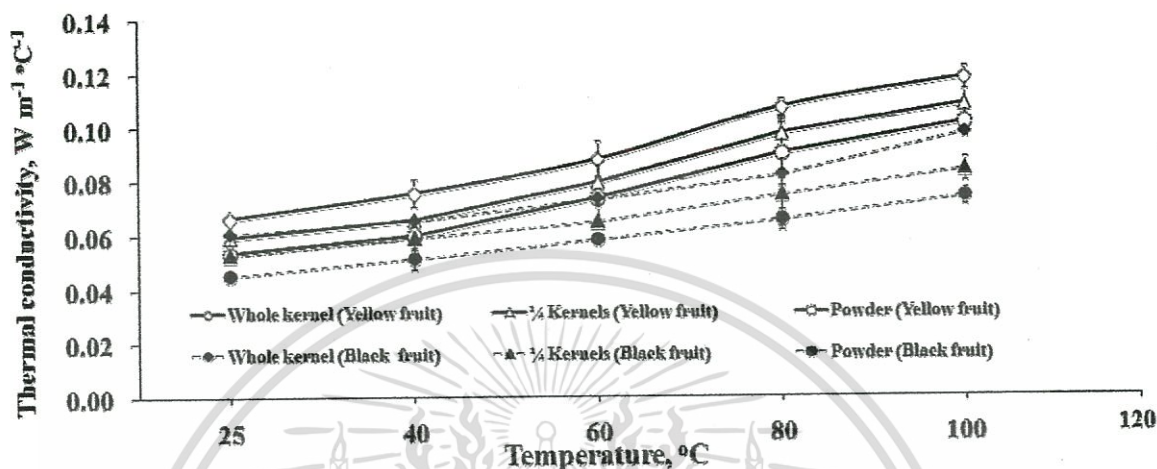 Thermal conductivity, W m⁻¹ °C⁻¹
0.14
0.12
0.10
0.08
0.06
0.04
0.02
0.00
Whole kernel (Yellow fruit)
¼ Kernels (Yellow fruit)
Powder (Yellow fruit)
Whole kernel (Black fruit)
¼ Kernels (Black fruit)
Powder (Black fruit)
25
40
60
80
100
120
Temperature, °C